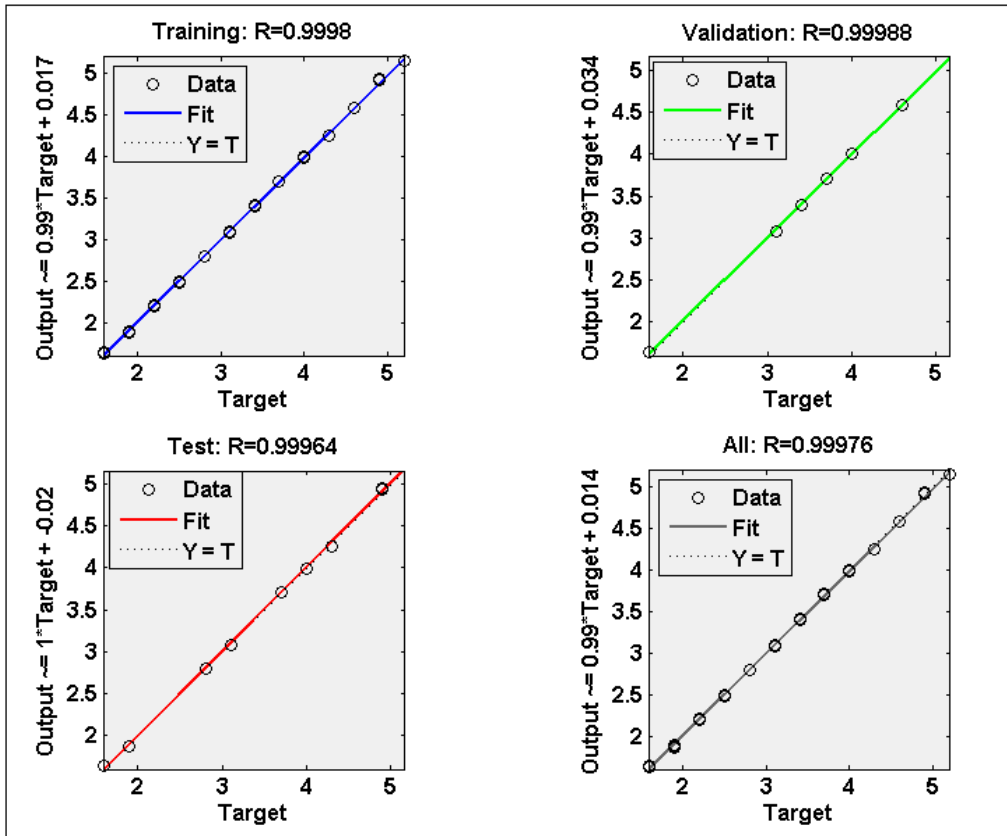 Training: R=0.9998
Output ~= 0.99*Target + 0.017
5
4.5
4
3.5
3
2.5
2
Data
Fit
Y = T
2
3
4
5
Target
Validation: R=0.99988
Output ~= 0.99*Target + 0.034
5
4.5
4
3.5
3
2.5
2
Data
Fit
Y = T
2
3
4
5
Target
Test: R=0.99964
Output ~= 1*Target + -0.02
5
4.5
4
3.5
3
2.5
2
Data
Fit
Y = T
2
3
4
5
Target
All: R=0.99976
Output ~= 0.99*Target + 0.014
5
4.5
4
3.5
3
2.5
2
Data
Fit
Y = T
2
3
4
5
Target